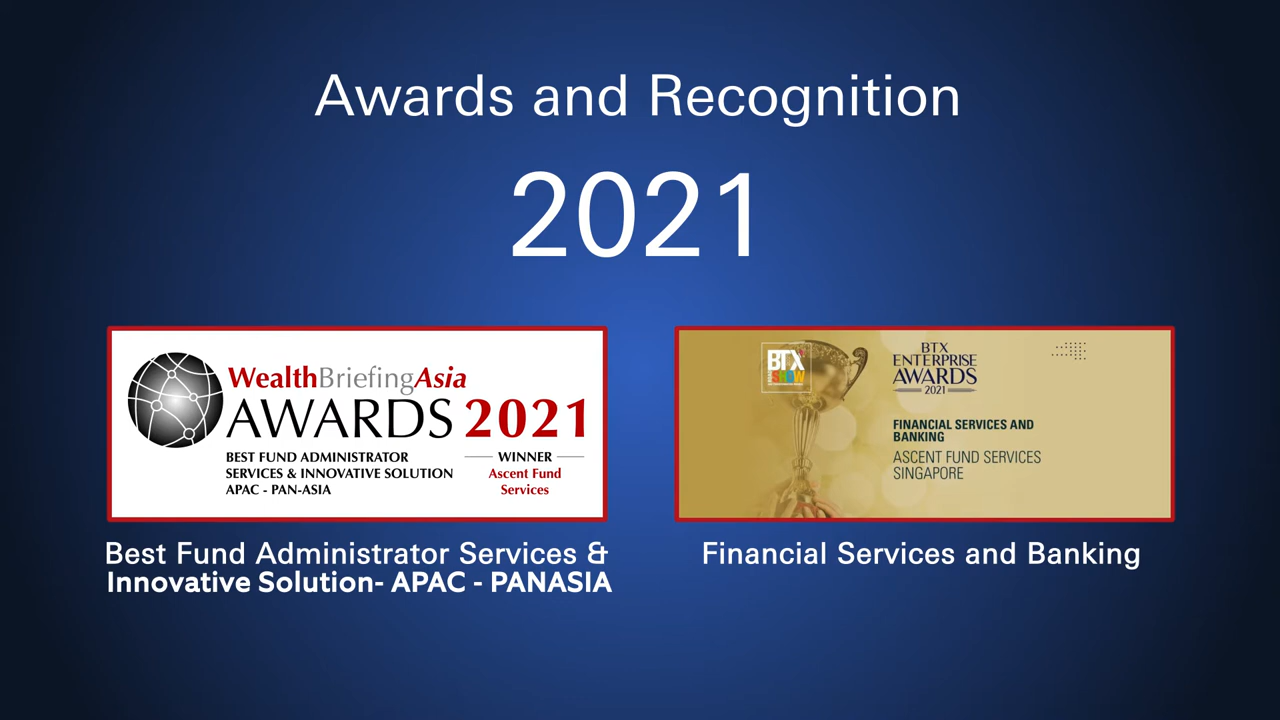 Awards and Recognition
2021
WealthBriefingAsia
AWARDS 2021
BEST FUND ADMINISTRATOR
SERVICES & INNOVATIVE SOLUTION
APAC - PAN-ASIA
WINNER
Ascent Fund
Services
BTX
SHOW
BTX
ENTERPRISE
AWARDS
2021
FINANCIAL SERVICES AND
BANKING
ASCENT FUND SERVICES
SINGAPORE
Best Fund Administrator Services &
Innovative Solution- APAC - PANASIA
Financial Services and Banking